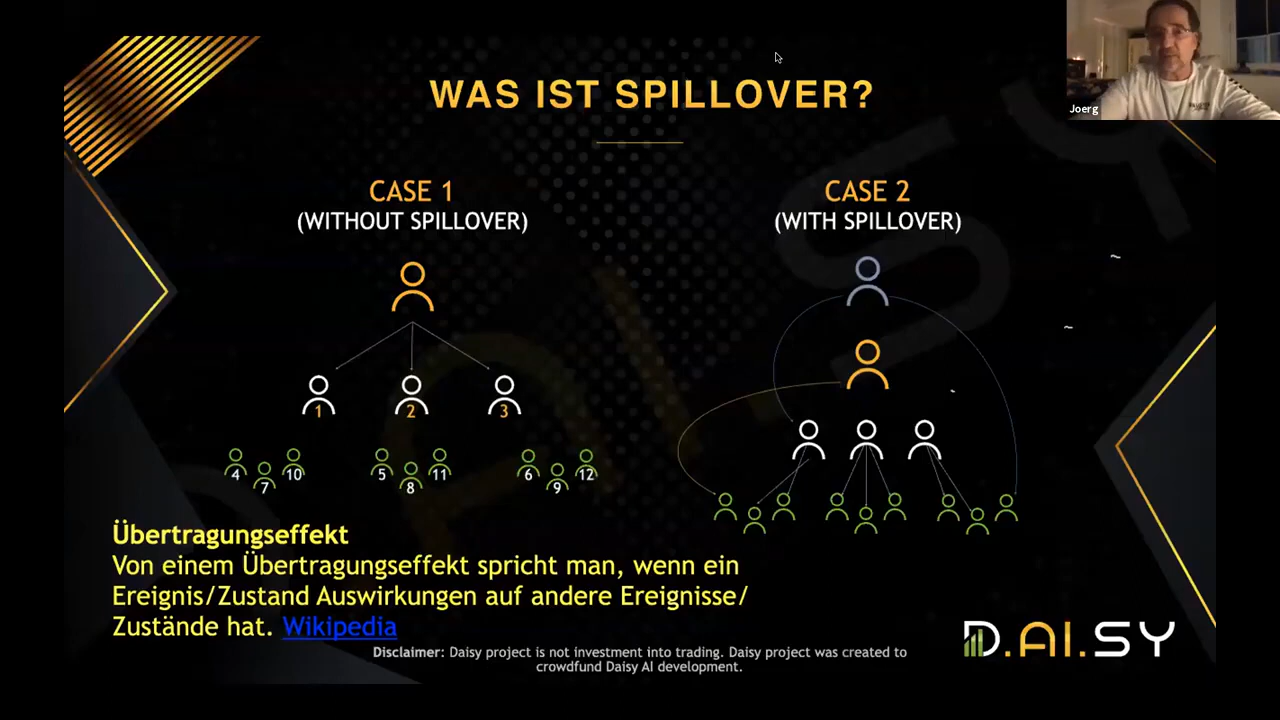 Joerg
WAS IST SPILLOVER?
CASE 1
(WITHOUT SPILLOVER)
CASE 2
(WITH SPILLOVER)
1 2 3
4 7 10 5 8 11 6 9 12
Übertragungseffekt
Von einem Übertragungseffekt spricht man, wenn ein
Ereignis/Zustand Auswirkungen auf andere Ereignisse/
Zustände hat. Wikipedia
Disclaimer: Daisy project is not investment into trading. Daisy project was created to
crowdfund Daisy AI development.
D.AI.SY